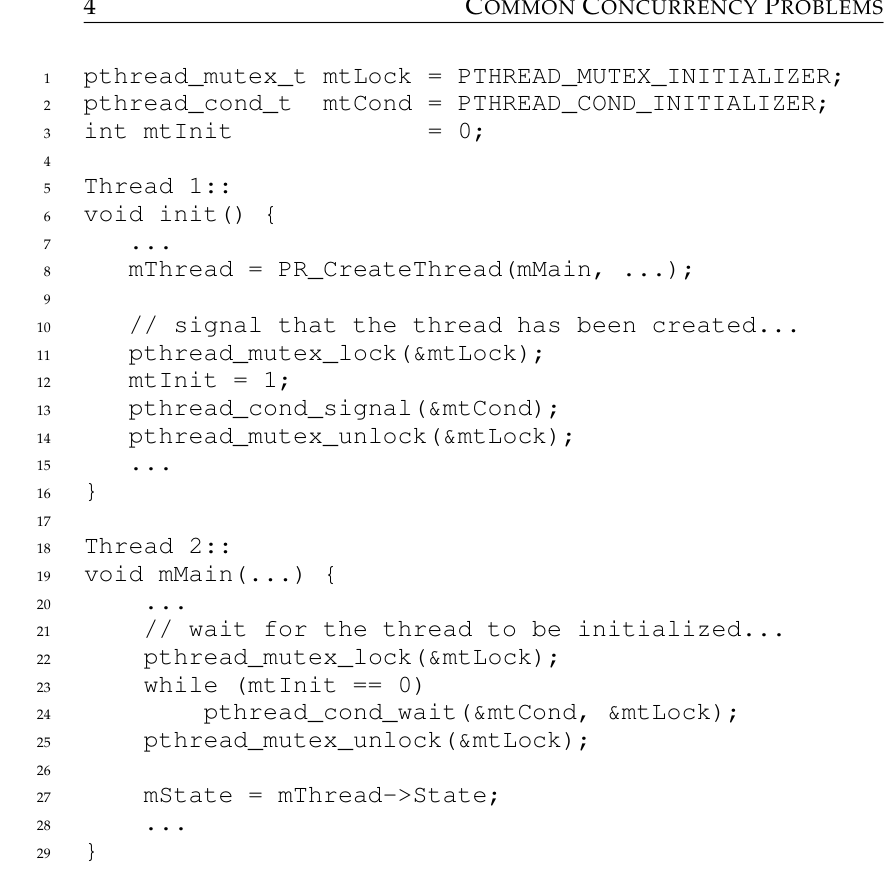 4 COMMON CONCURRENCY PROBLEMS
1 pthread_mutex_t mtLock = PTHREAD_MUTEX_INITIALIZER;
2 pthread_cond_t  mtCond = PTHREAD_COND_INITIALIZER;
3 int mtInit             = 0;
4
5 Thread 1::
6 void init() {
7    ...
8    mThread = PR_CreateThread(mMain, ...);
9
10    // signal that the thread has been created...
11    pthread_mutex_lock(&mtLock);
12    mtInit = 1;
13    pthread_cond_signal(&mtCond);
14    pthread_mutex_unlock(&mtLock);
15    ...
16 }
17
18 Thread 2::
19 void mMain(...) {
20     ...
21     // wait for the thread to be initialized...
22     pthread_mutex_lock(&mtLock);
23     while (mtInit == 0)
24         pthread_cond_wait(&mtCond, &mtLock);
25     pthread_mutex_unlock(&mtLock);
26
27     mState = mThread->State;
28     ...
29 }